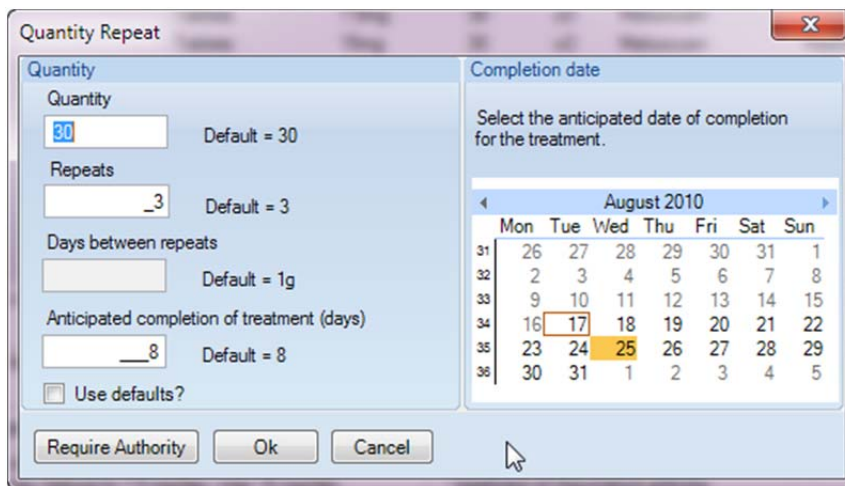 Quantity Repeat
Quantity
Quantity
30
Default = 30
Repeats
_3
Default = 3
Days between repeats
Default = 1g
Anticipated completion of treatment (days)
___8
Default = 8
Use defaults?
Completion date
Select the anticipated date of completion
for the treatment.
August 2010
Mon Tue Wed Thu Fri Sat Sun
31 26 27 28 29 30 31 1
32 2 3 4 5 6 7 8
33 9 10 11 12 13 14 15
34 16 17 18 19 20 21 22
35 23 24 25 26 27 28 29
36 30 31 1 2 3 4 5
Require Authority
Ok
Cancel